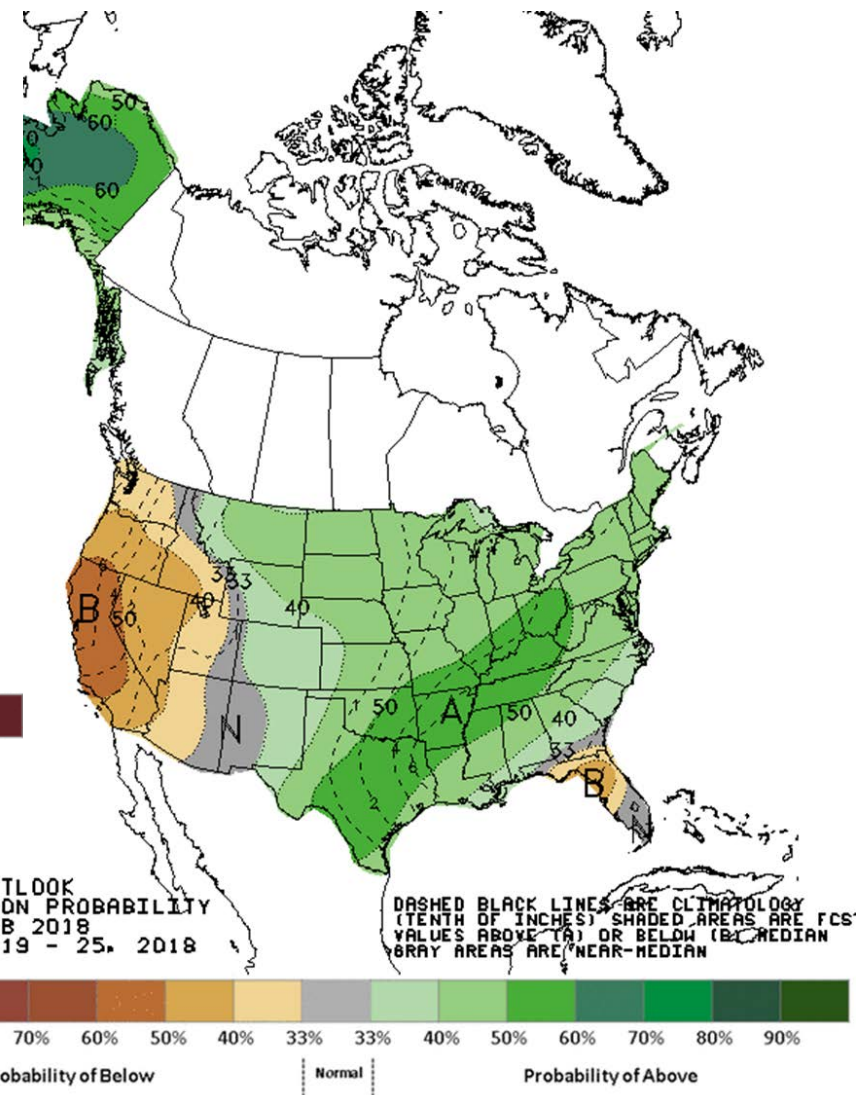 50
60
60
33
40
50
B
40
N
50
A
50
40
33
B
N
TLOOK
ON PROBABILITY
B 2018
19 - 25, 2018
DASHED BLACK LINES ARE CLIMATOLOGY
(TENTH OF INCHES) SHADED AREAS ARE FCST
VALUES ABOVE (A) OR BELOW (B) MEDIAN
GRAY AREAS ARE NEAR-MEDIAN
70% 60% 50% 40% 33% 33% 40% 50% 60% 70% 80% 90%
obability of Below Normal Probability of Above